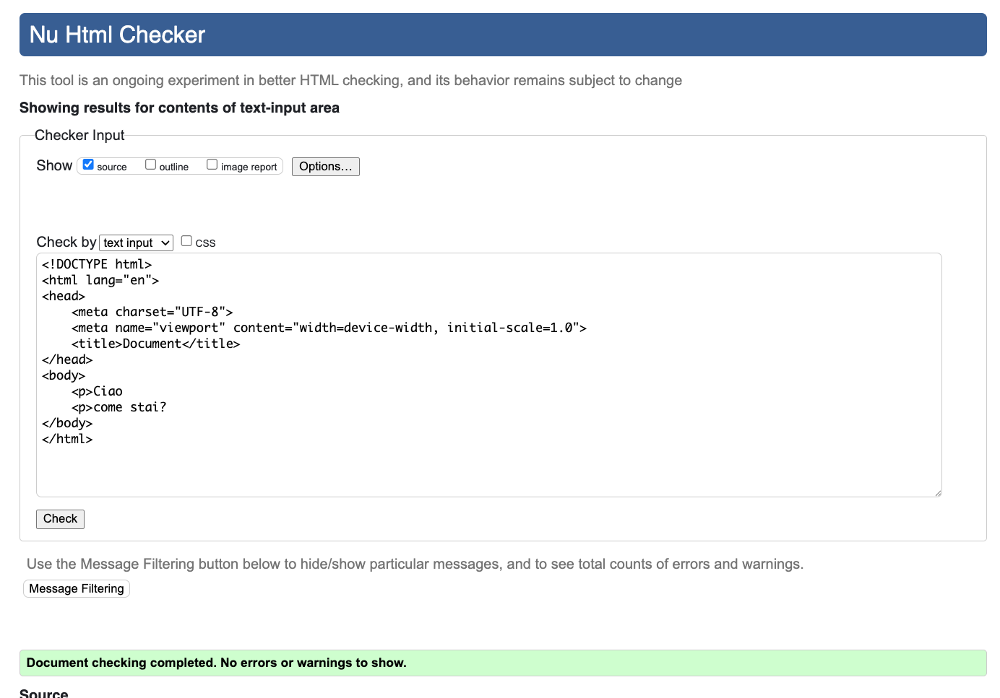 Nu Html Checker
This tool is an ongoing experiment in better HTML checking, and its behavior remains subject to change
Showing results for contents of text-input area
Checker Input
Show source outline image report Options...
Check by text input CSS
<!DOCTYPE html>
<html lang="en">
<head>
    <meta charset="UTF-8">
    <meta name="viewport" content="width=device-width, initial-scale=1.0">
    <title>Document</title>
</head>
<body>
    <p>Ciao
    <p>come stai?
</body>
</html>
Check
Use the Message Filtering button below to hide/show particular messages, and to see total counts of errors and warnings.
Message Filtering
Document checking completed. No errors or warnings to show.
Source